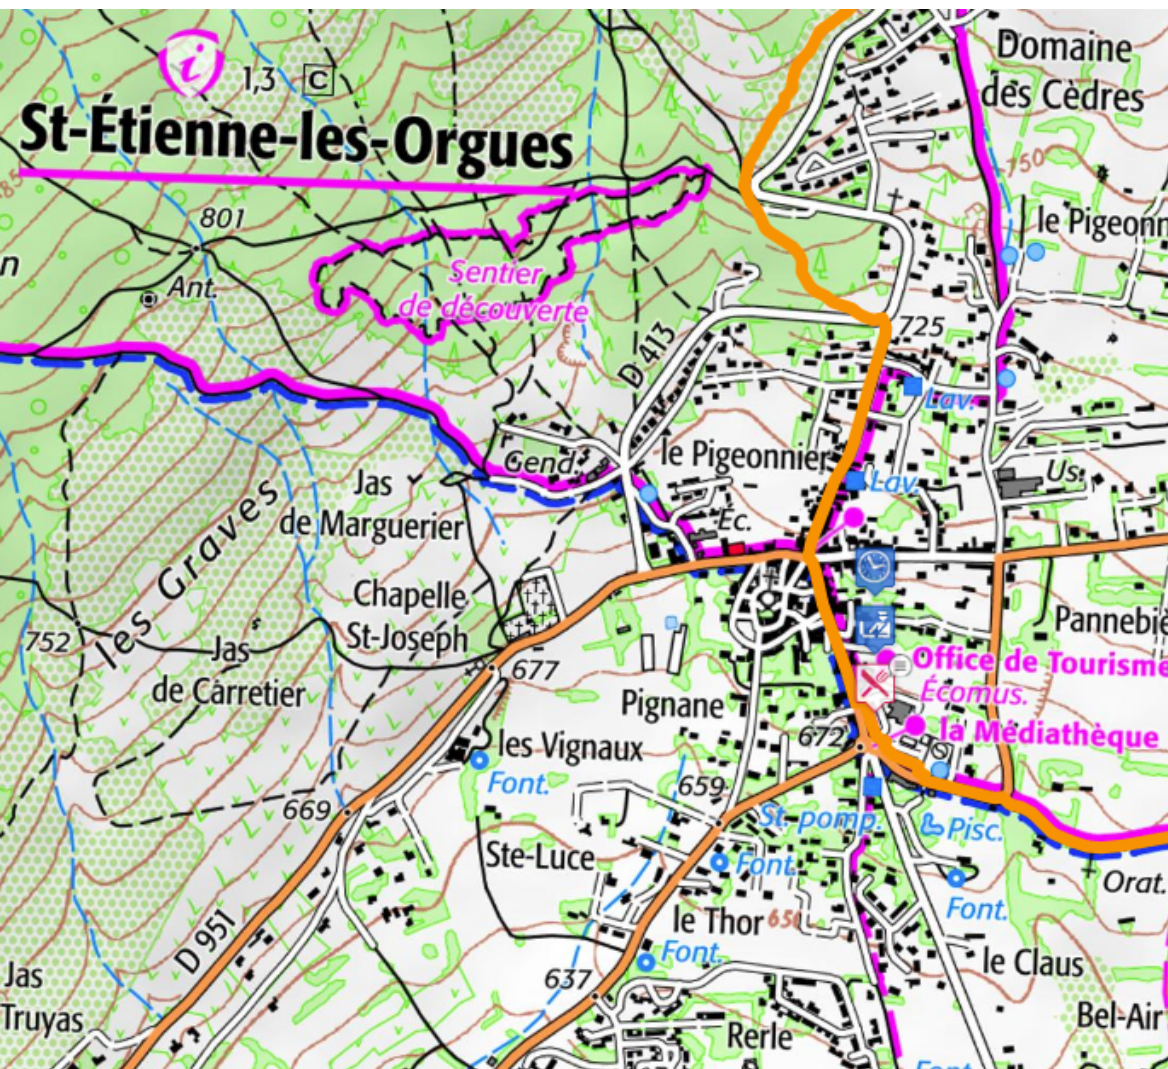 Domaine
des Cèdres
1,3 C
St-Étienne-les-Orgues
750
801
le Pigeonn
n
Ant.
Sentier
de découverte
725
D 413
Lav.
Gend.
le Pigeonnier
Lav.
Us.
Jas
de Marguerier
Éc.
les Graves
Chapelle
St-Joseph
Pannebiè
752
Jas
de Carretier
677
Office de Tourisme
Écomus.
Pignane
672
la Médiathèque
les Vignaux
Font.
659
669
St. pomp.
Pisc.
Ste-Luce
Font.
Orat.
Font.
le Thor
650
D 951
Font.
le Claus
Jas
Truyas
637
Bel-Air
Rerle
Font